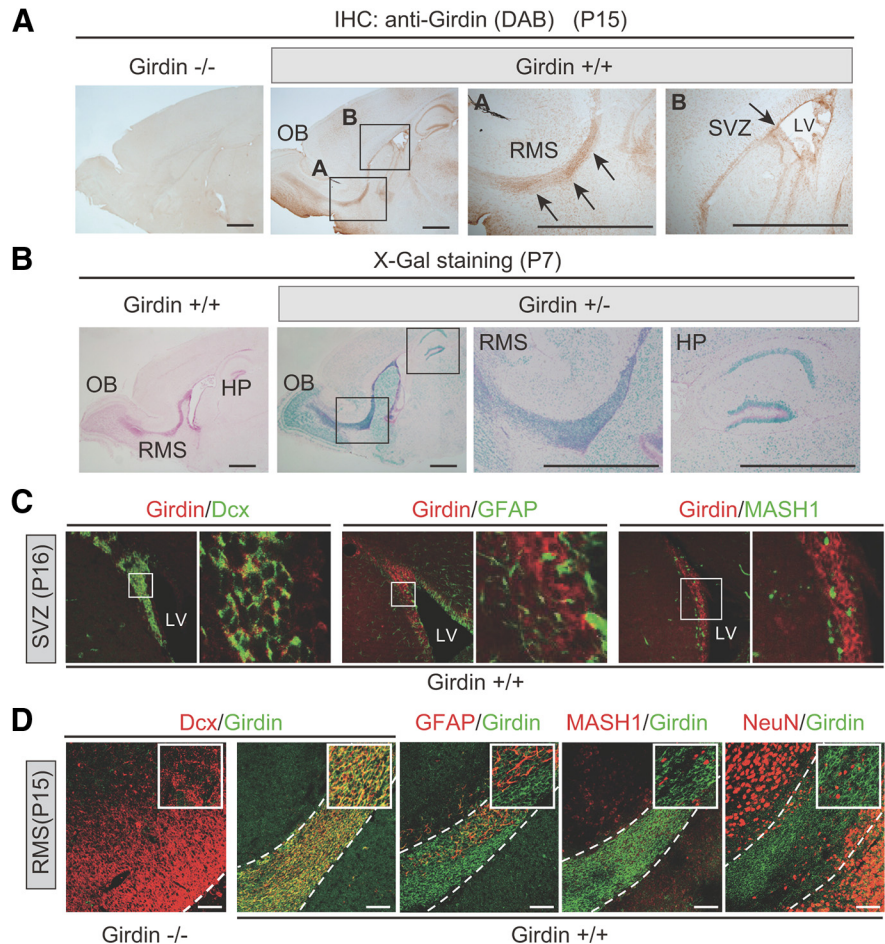 A
IHC: anti-Girdin (DAB) (P15)
Girdin -/-
Girdin +/+
OB
B
A
A
RMS
B
SVZ
LV
B
X-Gal staining (P7)
Girdin +/+
Girdin +/-
OB
HP
RMS
OB
RMS
HP
C
Girdin/Dcx
Girdin/GFAP
Girdin/MASH1
SVZ (P16)
LV
LV
LV
Girdin +/+
D
Dcx/Girdin
GFAP/Girdin
MASH1/Girdin
NeuN/Girdin
RMS(P15)
Girdin -/-
Girdin +/+